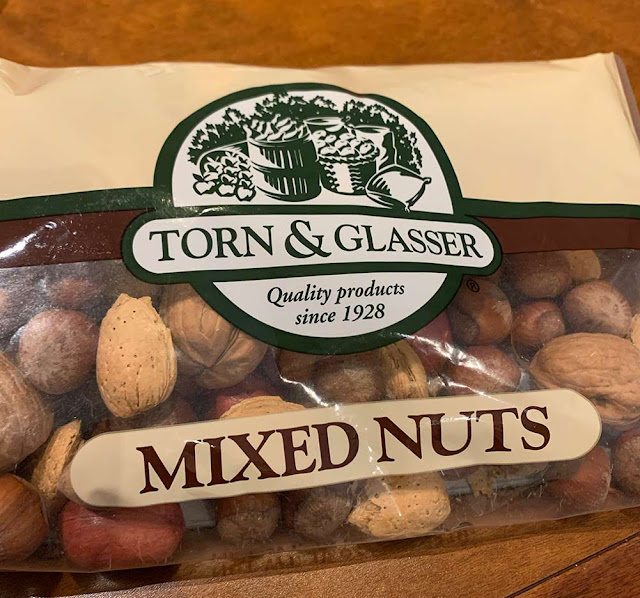 TORN & GLASSER
Quality products
since 1928
®
MIXED NUTS